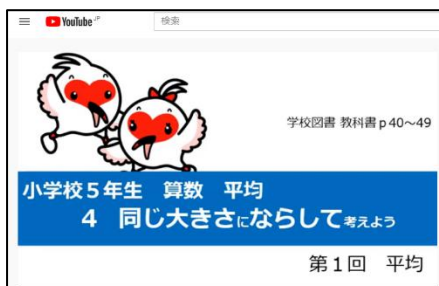 YouTube JP
検索
学校図書 教科書p40～49
小学校5年生 算数 平均
4 同じ大きさにならして考えよう
第1回 平均